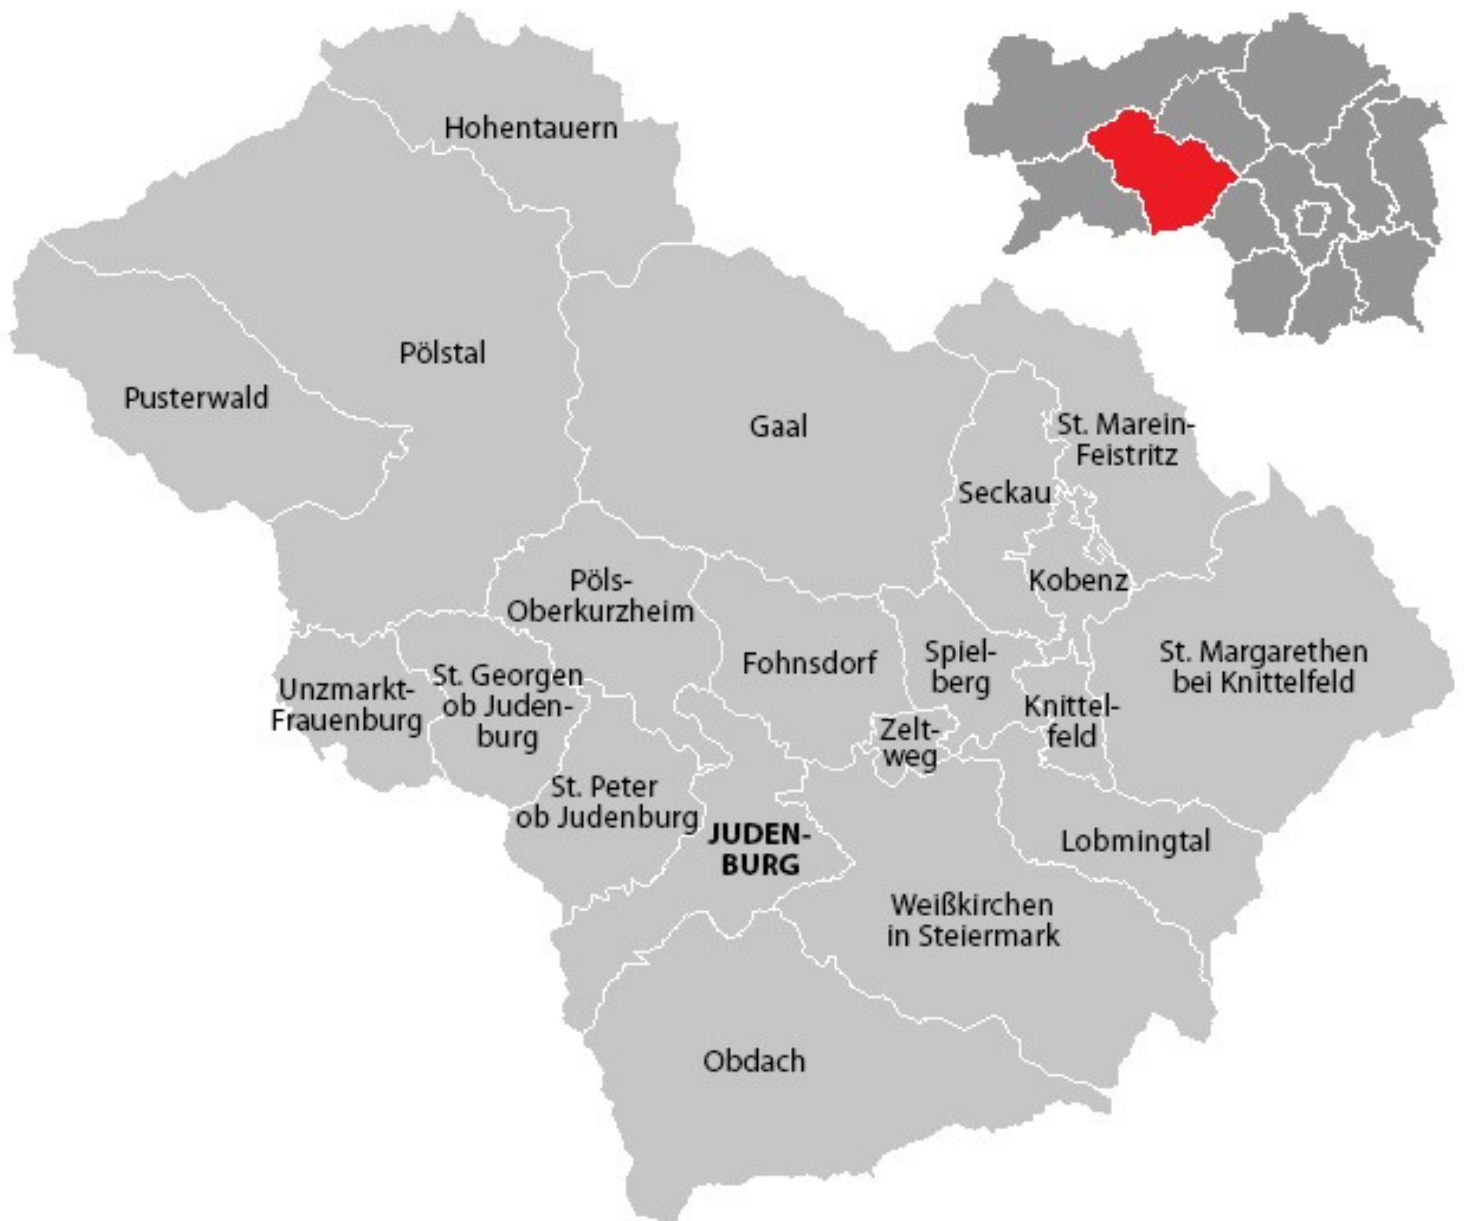 Hohentauern
Pölstal
Pusterwald
Gaal
St. Marein-
Feistritz
Seckau
Kobenz
Pöls-
Oberkurzheim
Fohnsdorf
Spiel-
berg
St. Margarethen
bei Knittelfeld
Unzmarkt-
Frauenburg
St. Georgen
ob Juden-
burg
Knittel-
feld
Zelt-
weg
St. Peter
ob Judenburg
JUDEN-
BURG
Lobmingtal
Weißkirchen
in Steiermark
Obdach